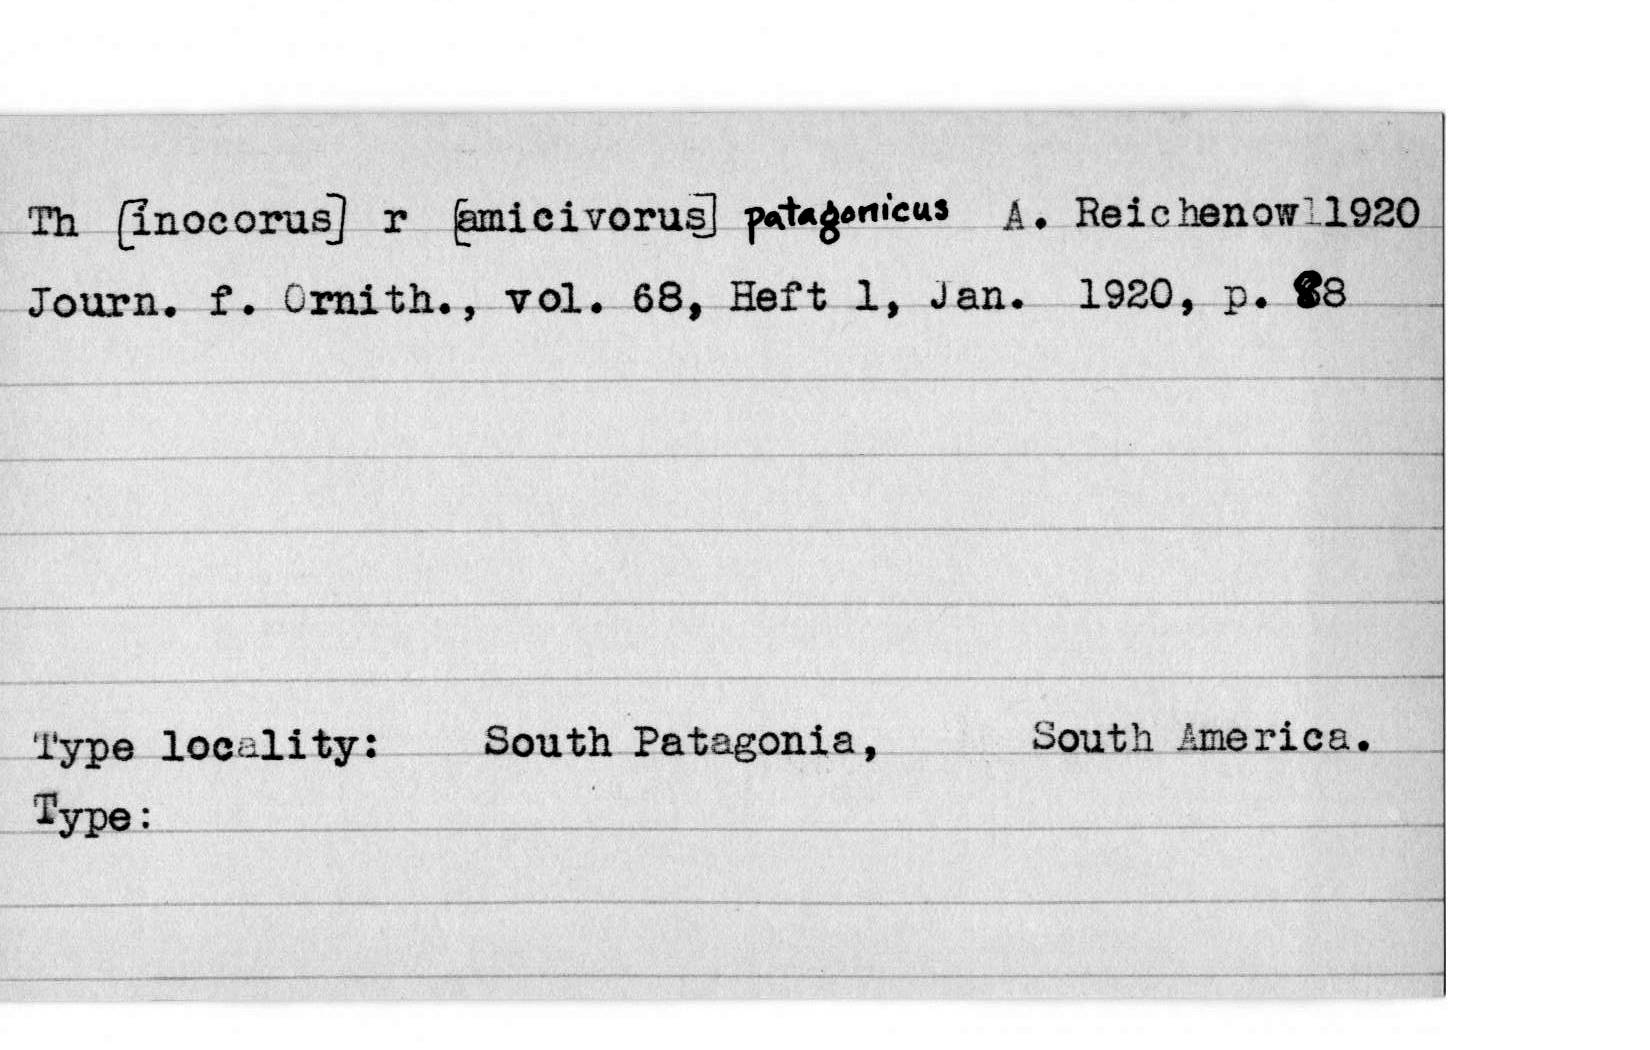 Th [inocorus] r [amicivorus] patagonicus A. Reichenow 1920
Journ. f. Ornith., vol. 68, Heft 1, Jan. 1920, p. 88
Type locality: South Patagonia, South America.
Type: